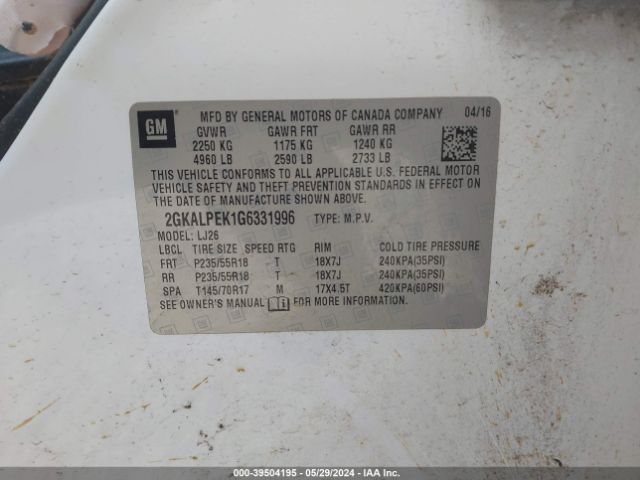 GM
MFD BY GENERAL MOTORS OF CANADA COMPANY 04/16
GVWR GAWR FRT GAWR RR
2250 KG 1175 KG 1240 KG
4960 LB 2590 LB 2733 LB
THIS VEHICLE CONFORMS TO ALL APPLICABLE U.S. FEDERAL MOTOR
VEHICLE SAFETY AND THEFT PREVENTION STANDARDS IN EFFECT ON
THE DATE OF MANUFACTURE SHOWN ABOVE.
2GKALPEK1G6331996 TYPE: M.P.V.
MODEL: LJ26
LBCL TIRE SIZE SPEED RTG RIM COLD TIRE PRESSURE
FRT P235/55R18 T 18X7J 240KPA(35PSI)
RR P235/55R18 T 18X7J 240KPA(35PSI)
SPA T145/70R17 M 17X4.5T 420KPA(60PSI)
SEE OWNER'S MANUAL FOR MORE INFORMATION.
000-39504195 - 05/29/2024 - IAA Inc.